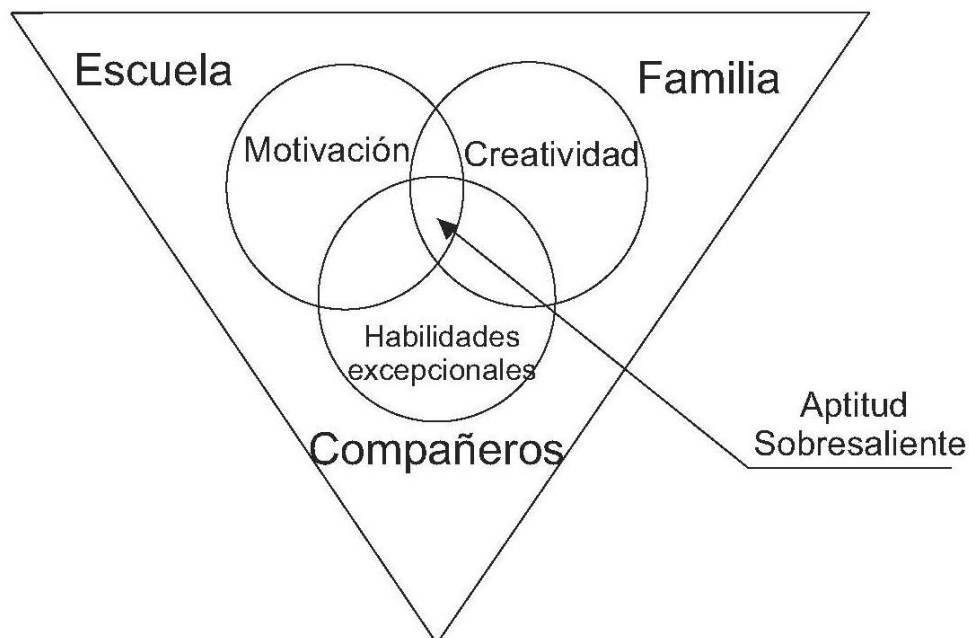 Escuela
Familia
Motivación
Creatividad
Habilidades
excepcionales
Compañeros
Aptitud
Sobresaliente